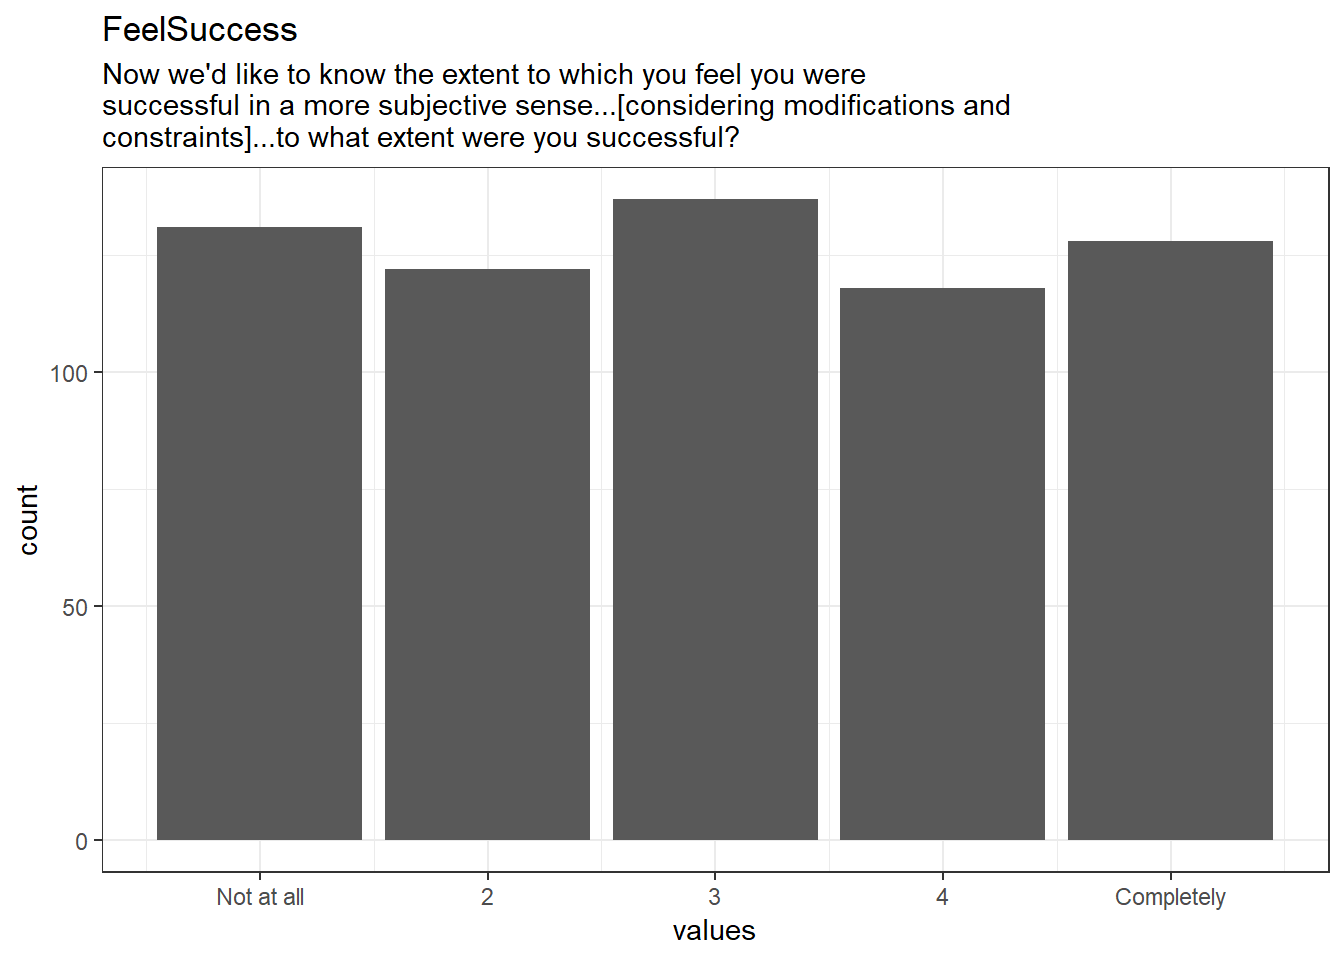 FeelSuccess
Now we'd like to know the extent to which you feel you were
successful in a more subjective sense...[considering modifications and
constraints]...to what extent were you successful?
100
50
0
count
Not at all 2 3 4 Completely
values